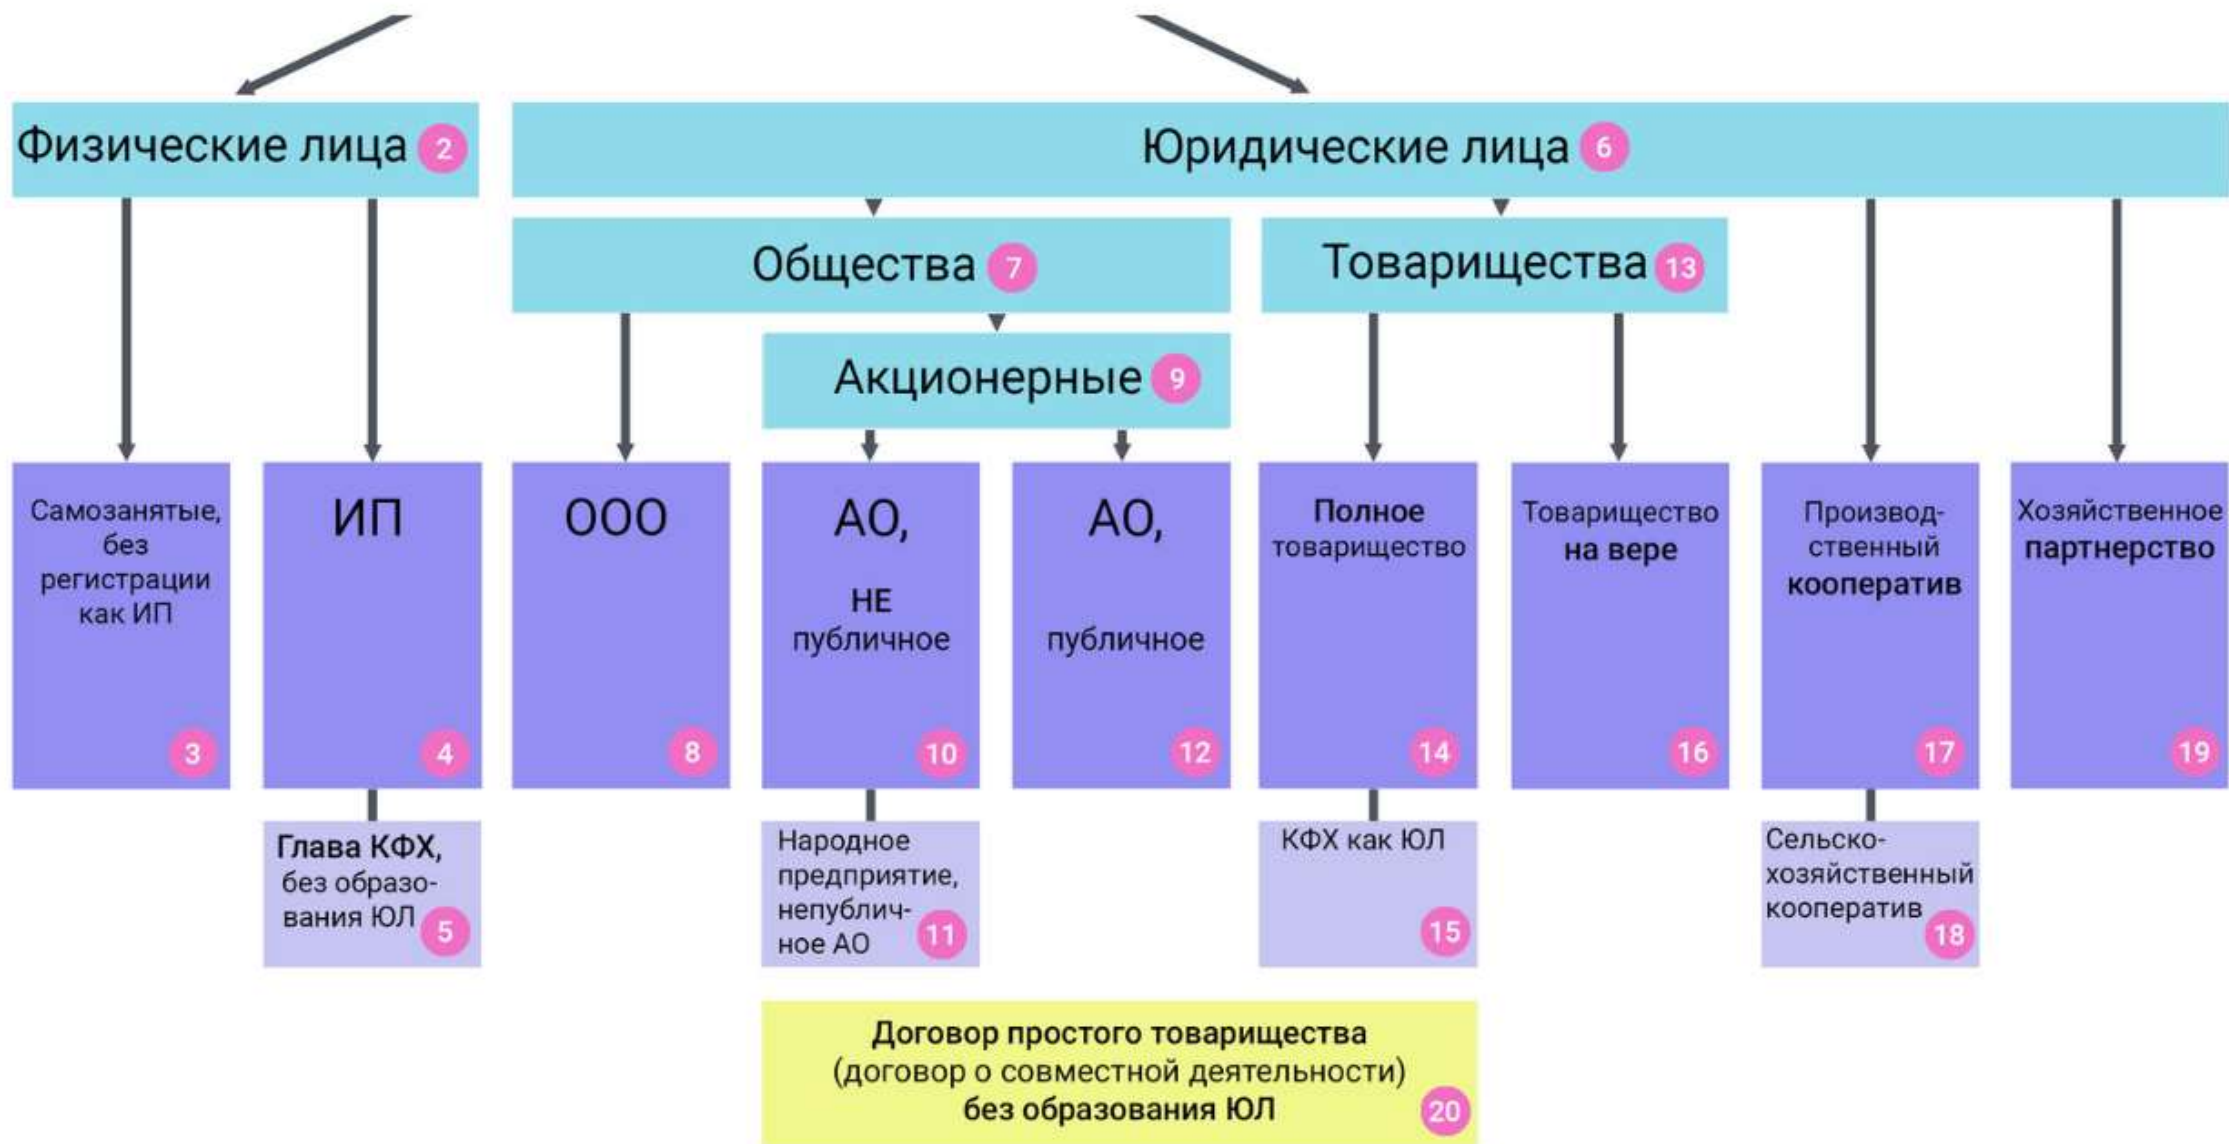 Физические лица 2
Юридические лица 6
Общества 7
Товарищества 13
Акционерные 9
Самозанятые,
без
регистрации
как ИП
3
ИП
4
ООО
8
АО,
НЕ
публичное
10
АО,
публичное
12
Полное
товарищество
14
Товарищество
на вере
16
Производ-
ственный
кооператив
17
Хозяйственное
партнерство
19
Глава КФХ,
без образо-
вания ЮЛ
5
Народное
предприятие,
непублич-
ное АО
11
КФХ как ЮЛ
15
Сельско-
хозяйственный
кооператив
18
Договор простого товарищества
(договор о совместной деятельности)
без образования ЮЛ
20